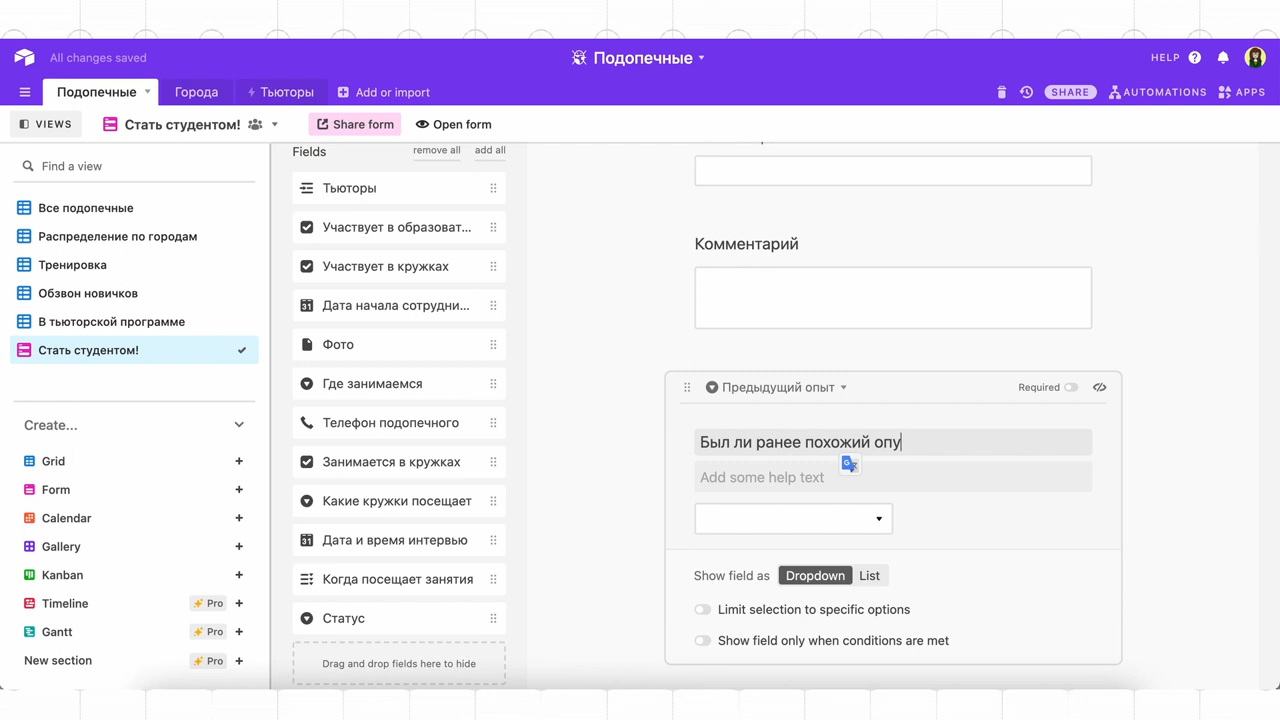 All changes saved
Подопечные
HELP
Подопечные
Города
Тьюторы
Add or import
SHARE
AUTOMATIONS
APPS
VIEWS
Стать студентом!
Share form
Open form
Find a view
Все подопечные
Распределение по городам
Тренировка
Обзвон новичков
В тьюторской программе
Стать студентом!
Create...
Grid
Form
Calendar
Gallery
Kanban
Timeline
Pro
Gantt
Pro
New section
Pro
Fields
remove all
add all
Тьюторы
Участвует в образоват...
Участвует в кружках
Дата начала сотрудни...
Фото
Где занимаемся
Телефон подопечного
Занимается в кружках
Какие кружки посещает
Дата и время интервью
Когда посещает занятия
Статус
Drag and drop fields here to hide
Комментарий
Предыдущий опыт
Required
Был ли ранее похожий опу
Add some help text
Show field as
Dropdown
List
Limit selection to specific options
Show field only when conditions are met